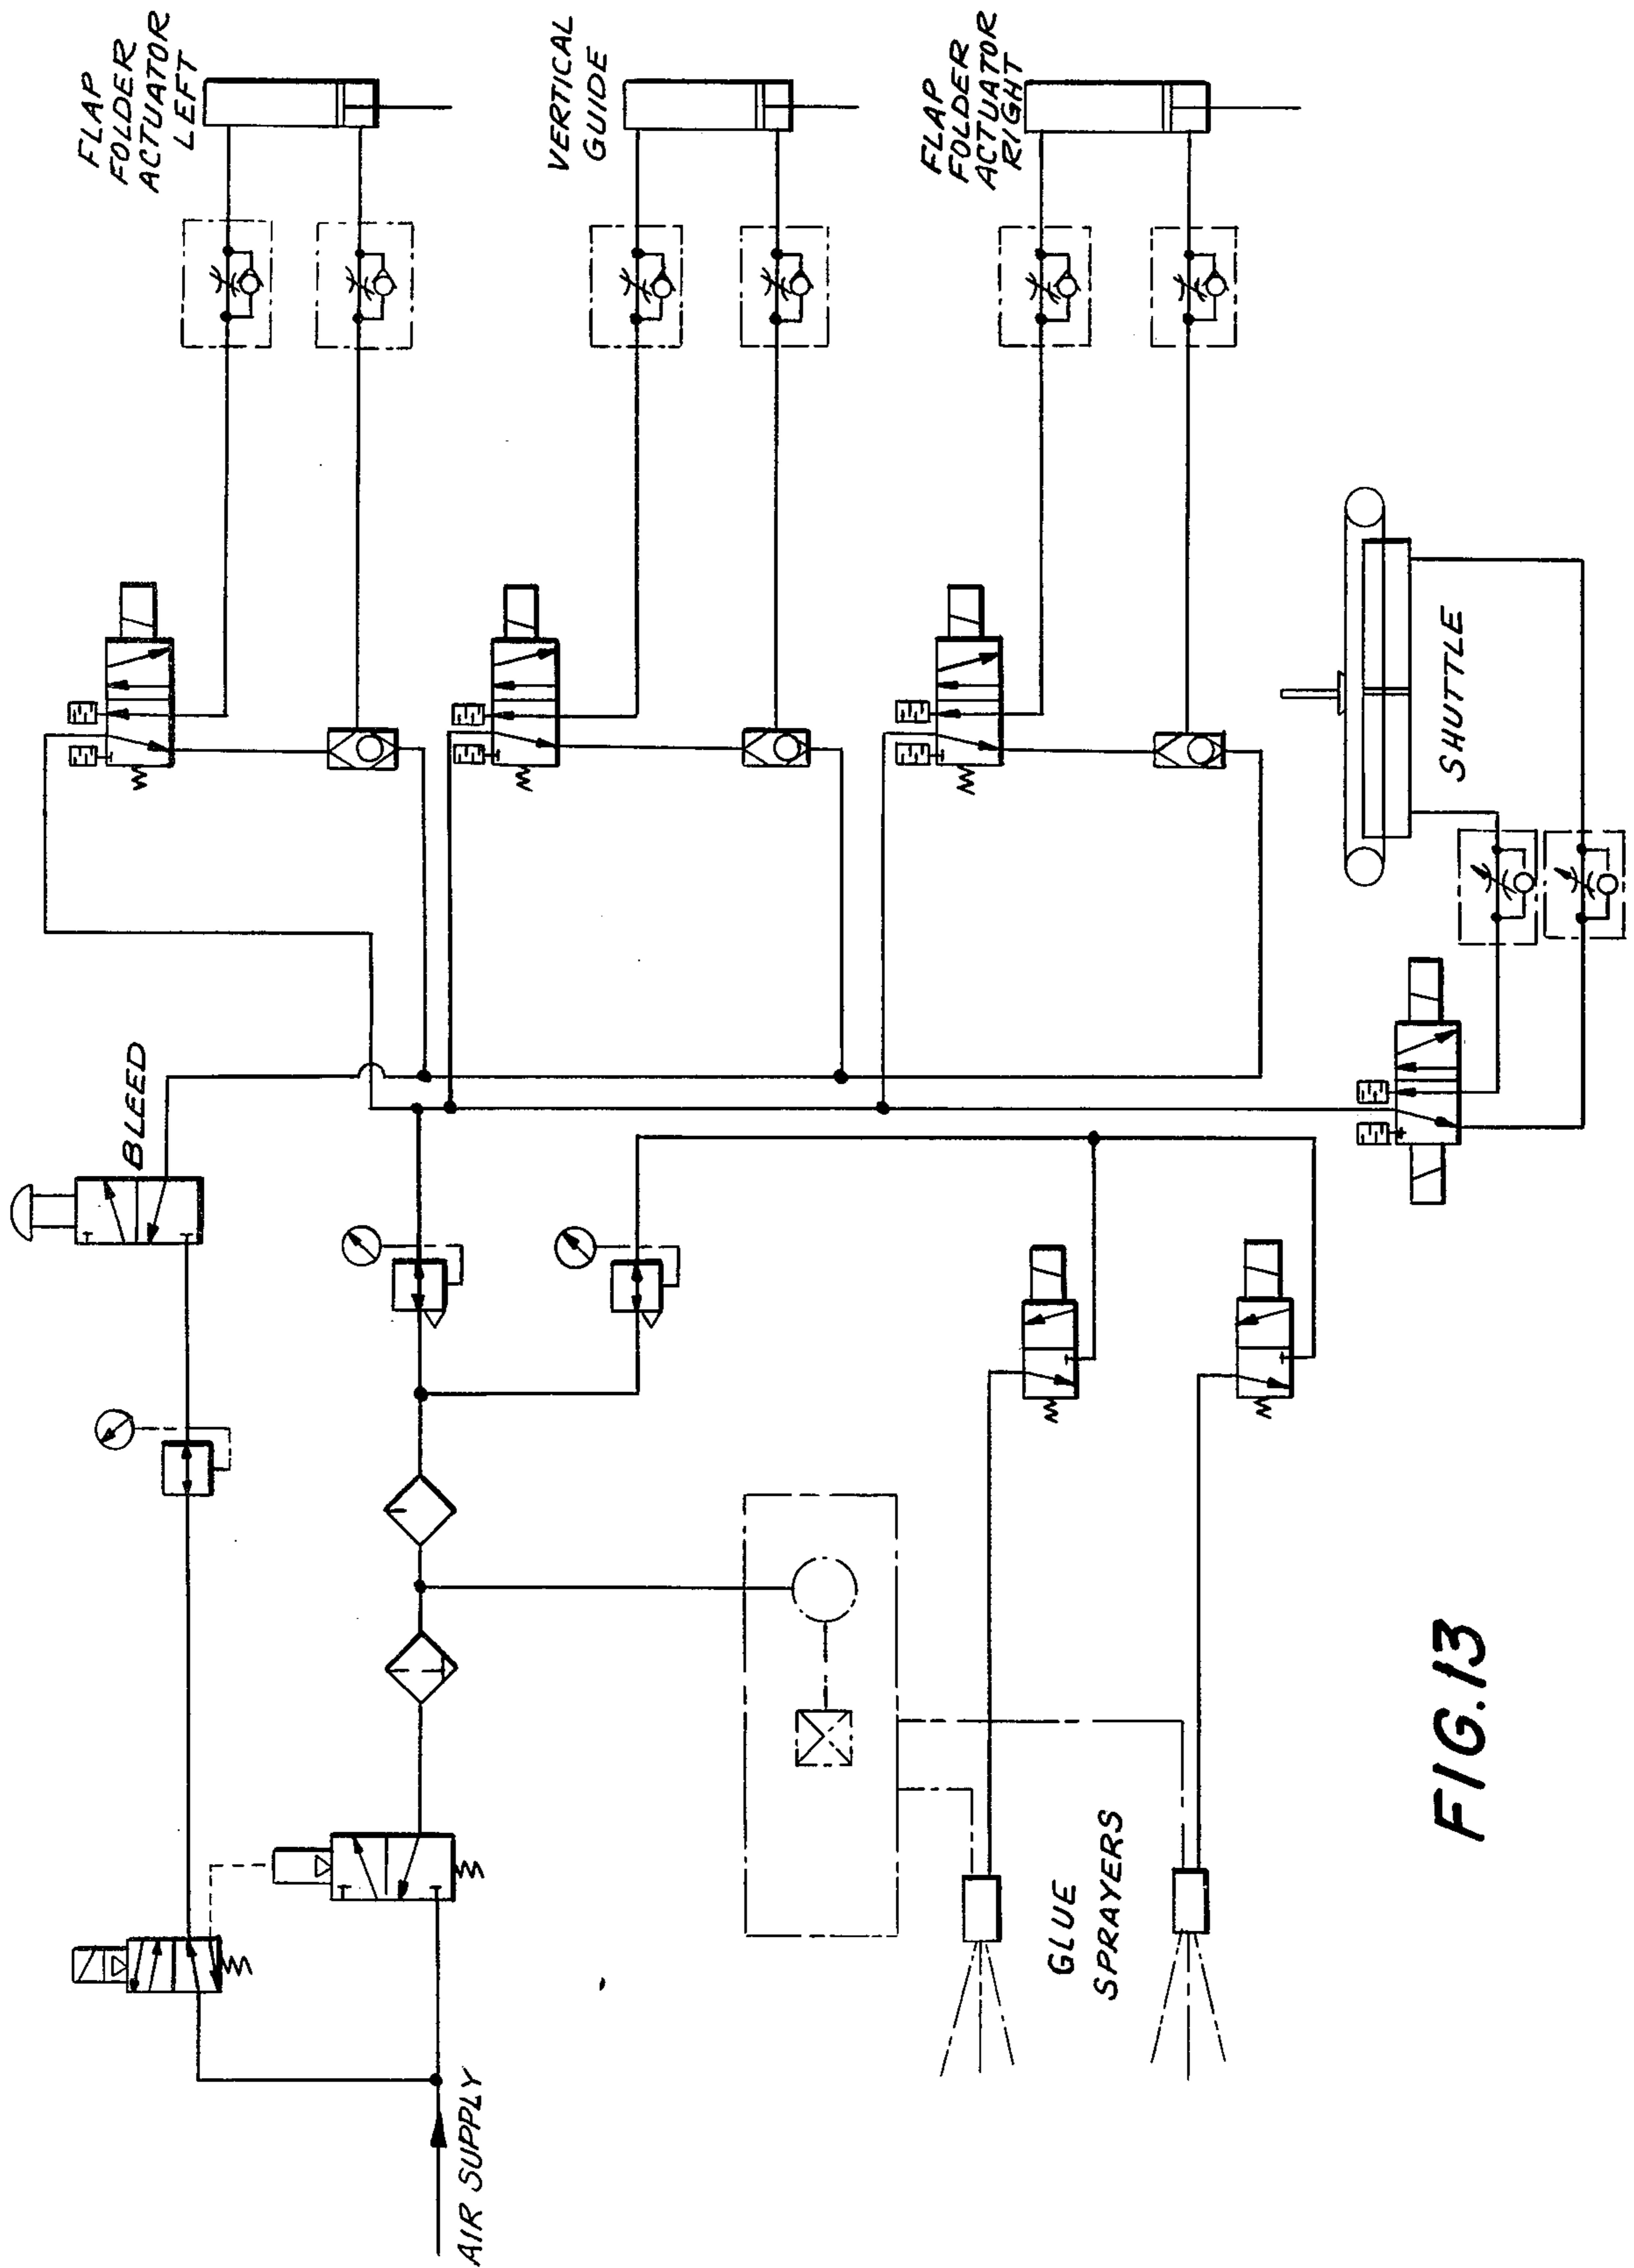 FLAP
FOLDER
ACTUATOR
LEFT
VERTICAL
GUIDE
FLAP
FOLDER
ACTUATOR
RIGHT
BLEED
SHUTTLE
AIR SUPPLY
GLUE
SPRAYERS
FIG.13